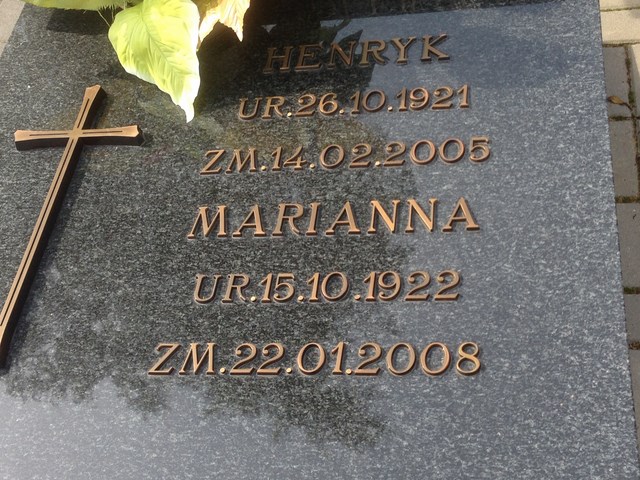 HENRYK
UR.26.10.1921
ZM.14.02.2005
MARIANNA
UR.15.10.1922
ZM.22.01.2008